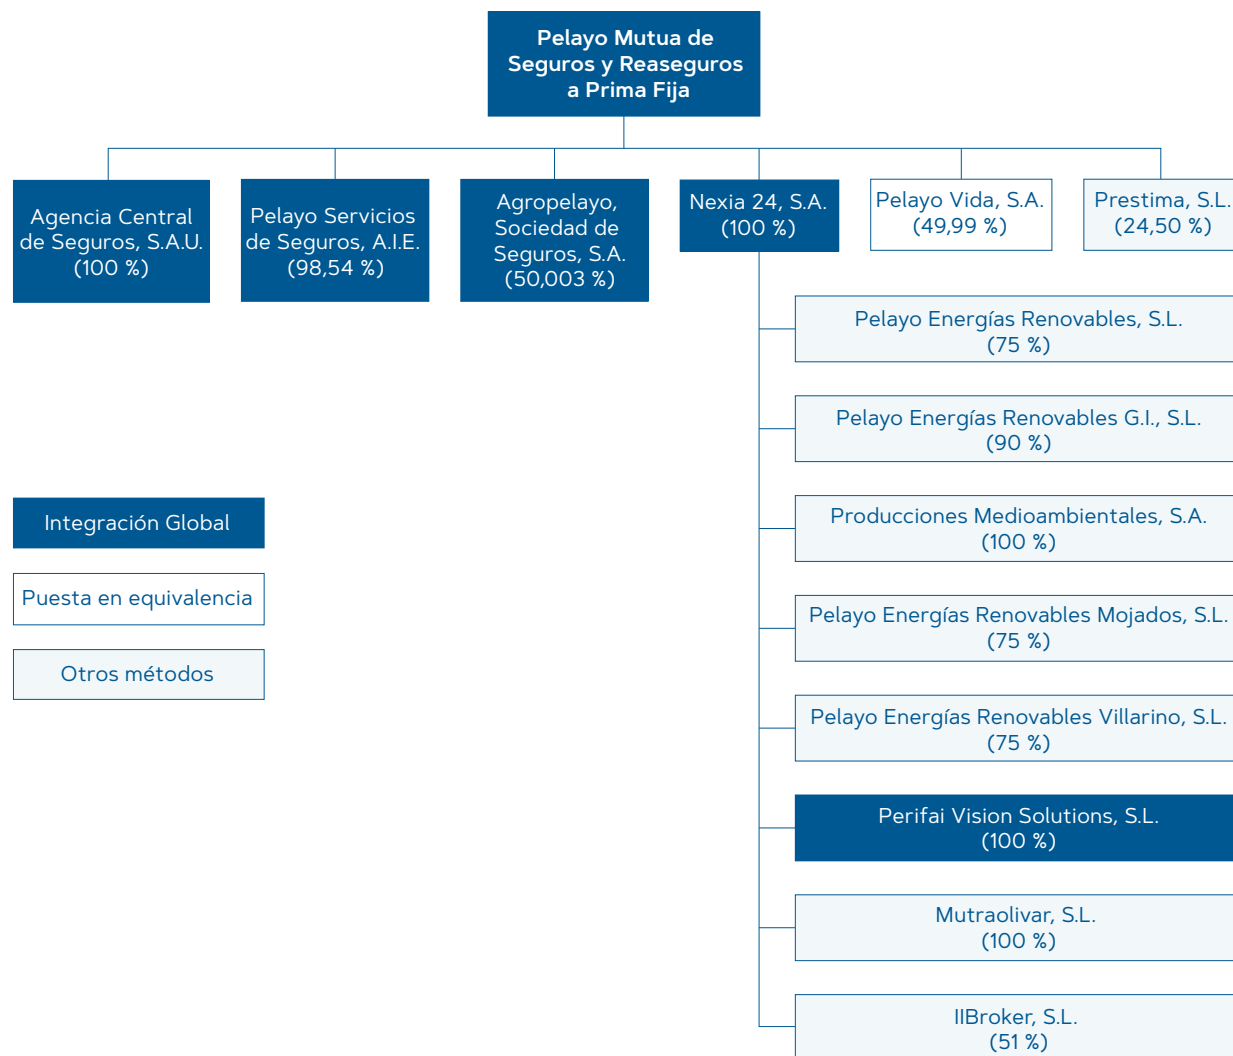 Pelayo Mutua de
Seguros y Reaseguros
a Prima Fija
Agencia Central
de Seguros, S.A.U.
(100 %)
Pelayo Servicios
de Seguros, A.I.E.
(98,54 %)
Agropelayo,
Sociedad de
Seguros, S.A.
(50,003 %)
Nexia 24, S.A.
(100 %)
Pelayo Vida, S.A.
(49,99 %)
Prestima, S.L.
(24,50 %)
Pelayo Energías Renovables, S.L.
(75 %)
Pelayo Energías Renovables G.I., S.L.
(90 %)
Producciones Medioambientales, S.A.
(100 %)
Pelayo Energías Renovables Mojados, S.L.
(75 %)
Pelayo Energías Renovables Villarino, S.L.
(75 %)
Perifai Vision Solutions, S.L.
(100 %)
Mutraolivar, S.L.
(100 %)
IIBroker, S.L.
(51 %)
Integración Global
Puesta en equivalencia
Otros métodos